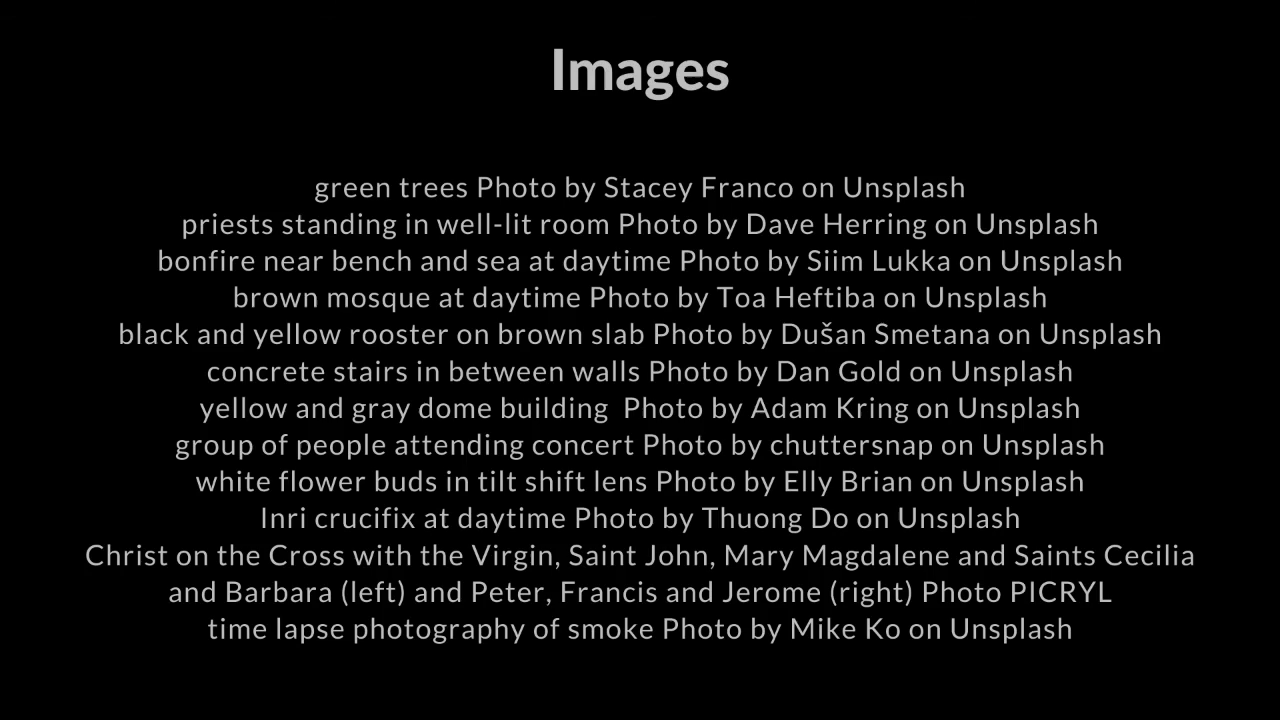 Images
green trees Photo by Stacey Franco on Unsplash
priests standing in well-lit room Photo by Dave Herring on Unsplash
bonfire near bench and sea at daytime Photo by Siim Lukka on Unsplash
brown mosque at daytime Photo by Toa Heftiba on Unsplash
black and yellow rooster on brown slab Photo by Dušan Smetana on Unsplash
concrete stairs in between walls Photo by Dan Gold on Unsplash
yellow and gray dome building  Photo by Adam Kring on Unsplash
group of people attending concert Photo by chuttersnap on Unsplash
white flower buds in tilt shift lens Photo by Elly Brian on Unsplash
Inri crucifix at daytime Photo by Thuong Do on Unsplash
Christ on the Cross with the Virgin, Saint John, Mary Magdalene and Saints Cecilia
and Barbara (left) and Peter, Francis and Jerome (right) Photo PICRYL
time lapse photography of smoke Photo by Mike Ko on Unsplash